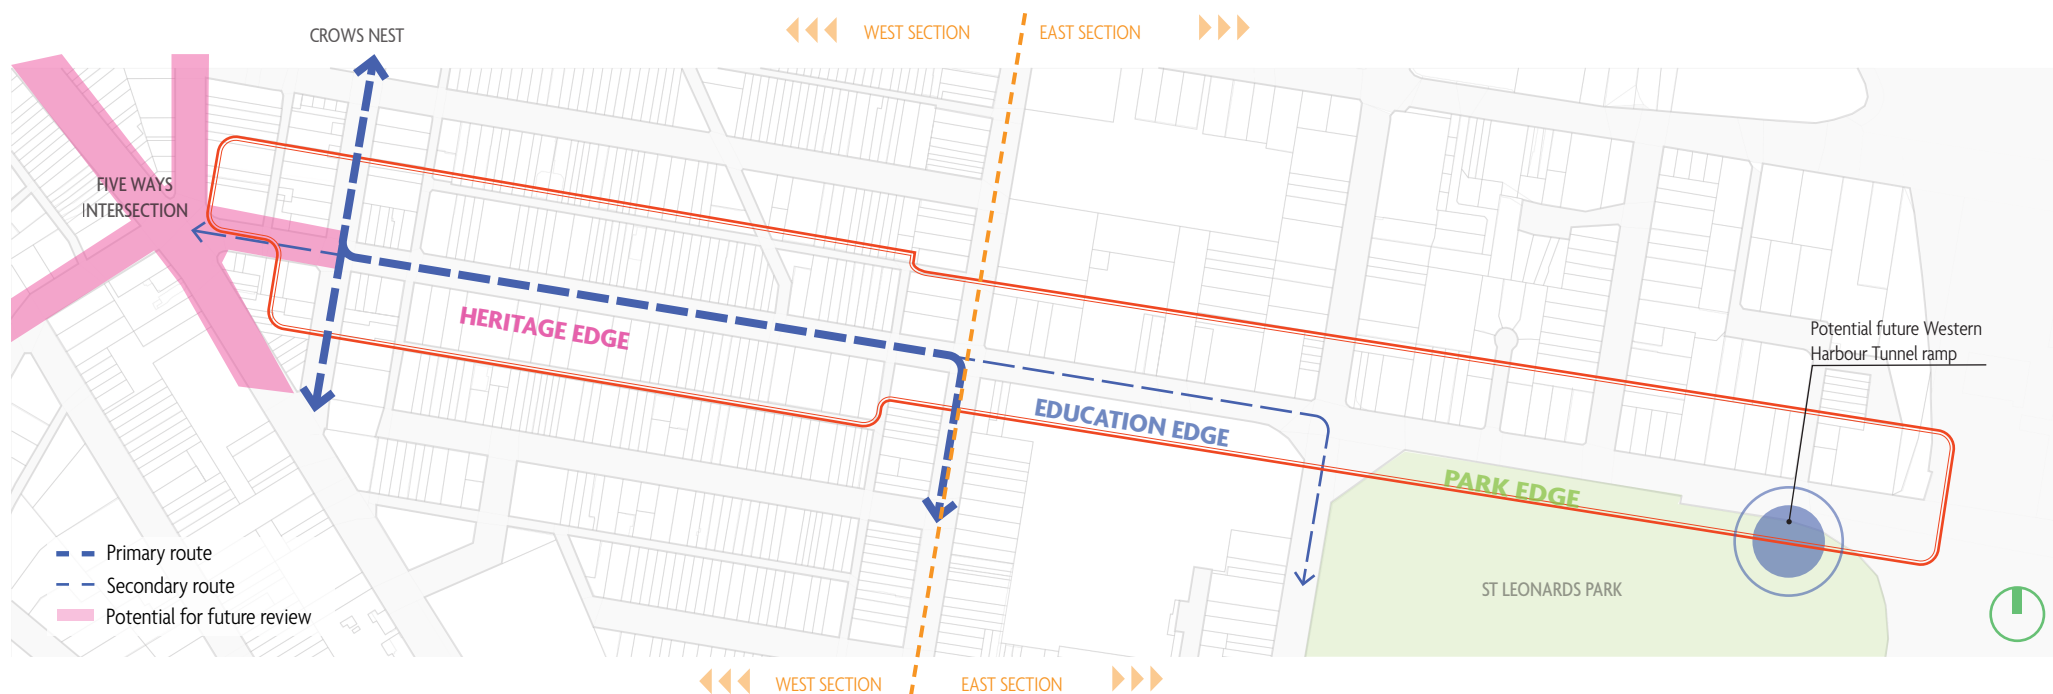 CROWS NEST
WEST SECTION
EAST SECTION
FIVE WAYS
INTERSECTION
HERITAGE EDGE
Potential future Western
Harbour Tunnel ramp
EDUCATION EDGE
PARK EDGE
Primary route
Secondary route
Potential for future review
ST LEONARDS PARK
WEST SECTION
EAST SECTION